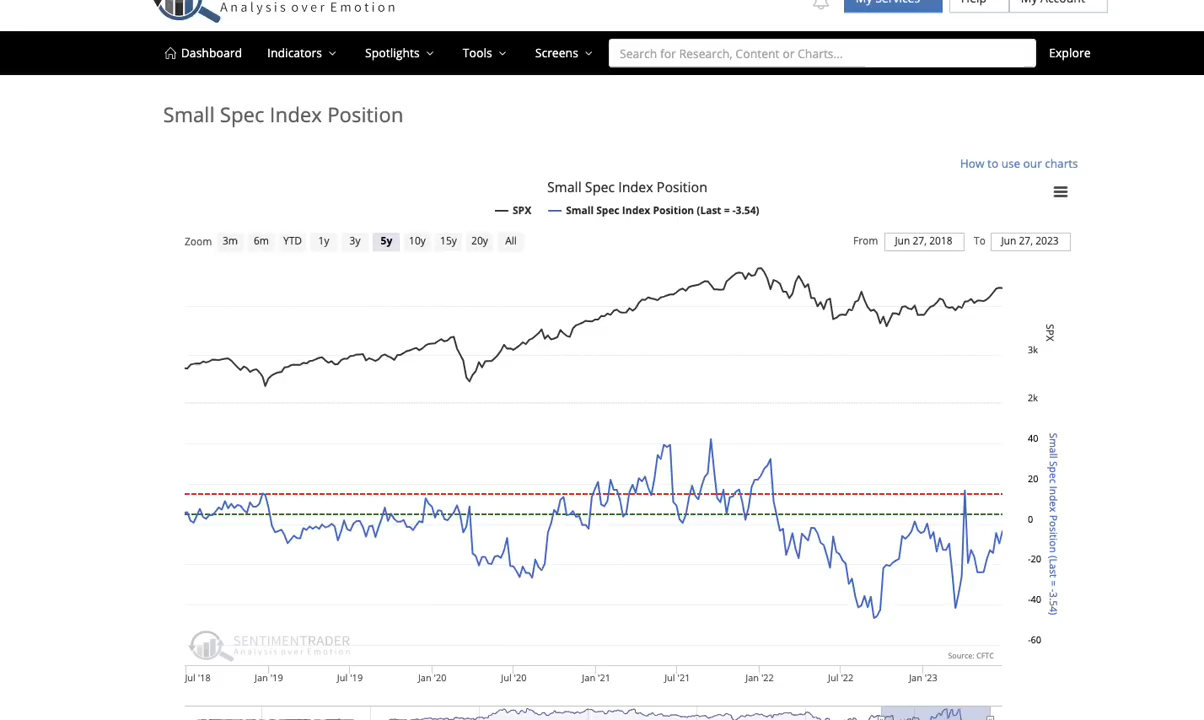 Analysis over Emotion
My Services Help My Account
Dashboard Indicators Spotlights Tools Screens Search for Research, Content or Charts... Explore
Small Spec Index Position
How to use our charts
Small Spec Index Position
SPX Small Spec Index Position (Last = -3.54)
Zoom 3m 6m YTD 1y 3y 5y 10y 15y 20y All From Jun 27, 2018 To Jun 27, 2023
SPX
3k
2k
40
20
0
-20
-40
-60
Small Spec Index Position (Last = -3.54)
SENTIMENTRADER
Analysis over Emotion
Source: CFTC
Jul '18 Jan '19 Jul '19 Jan '20 Jul '20 Jan '21 Jul '21 Jan '22 Jul '22 Jan '23